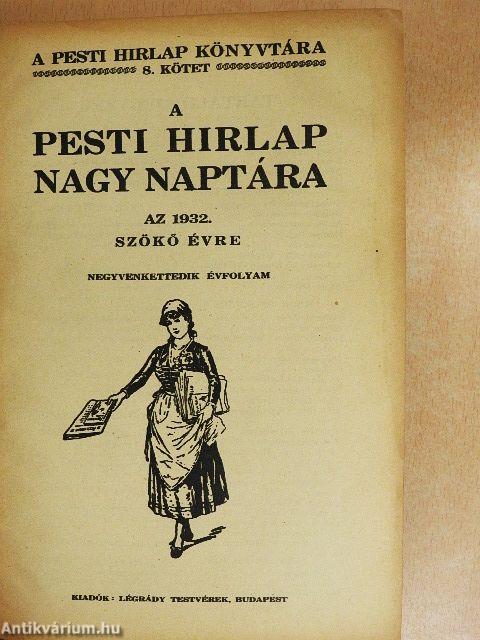 A PESTI HIRLAP KÖNYVTÁRA
8. KÖTET
A
PESTI HIRLAP
NAGY NAPTÁRA
AZ 1932.
SZÖKŐ ÉVRE
NEGYVENKETTEDIK ÉVFOLYAM
KIADÓK: LÉGRÁDY TESTVÉREK, BUDAPEST
Antikvárium.hu